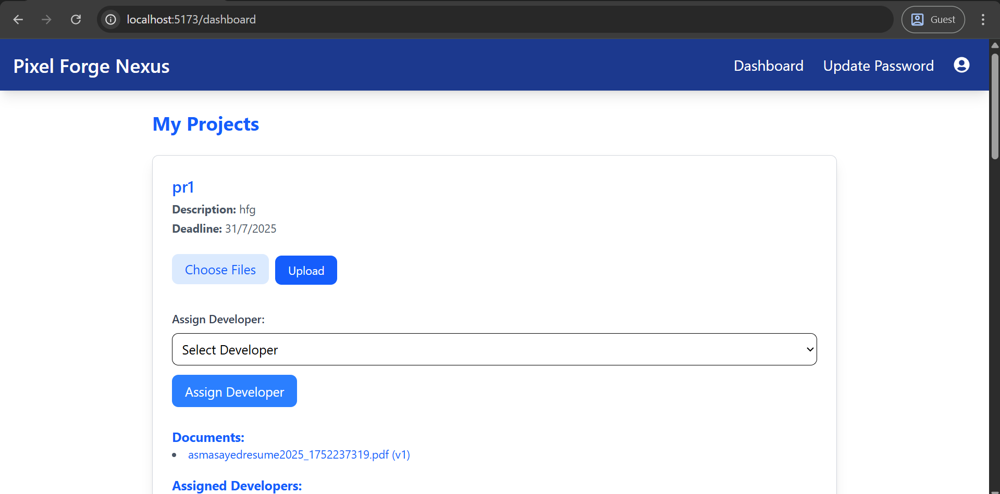 localhost:5173/dashboard
Guest
Pixel Forge Nexus
Dashboard
Update Password
My Projects
pr1
Description: hfg
Deadline: 31/7/2025
Choose Files
Upload
Assign Developer:
Select Developer
Assign Developer
Documents:
• asmasayedresume2025_1752237319.pdf (v1)
Assigned Developers: